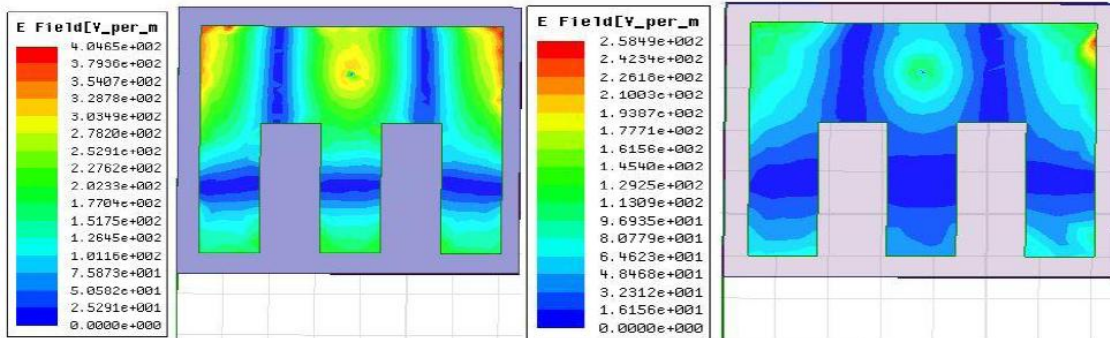 E Field[V_per_m
4.0465e+002
3.7936e+002
3.5407e+002
3.2878e+002
3.0349e+002
2.7820e+002
2.5291e+002
2.2762e+002
2.0233e+002
1.7704e+002
1.5175e+002
1.2645e+002
1.0116e+002
7.5873e+001
5.0582e+001
2.5291e+001
0.0000e+000
E Field[V_per_m
2.5849e+002
2.4234e+002
2.2618e+002
2.1003e+002
1.9387e+002
1.7771e+002
1.6156e+002
1.4540e+002
1.2925e+002
1.1309e+002
9.6935e+001
8.0779e+001
6.4623e+001
4.8468e+001
3.2312e+001
1.6156e+001
0.0000e+000